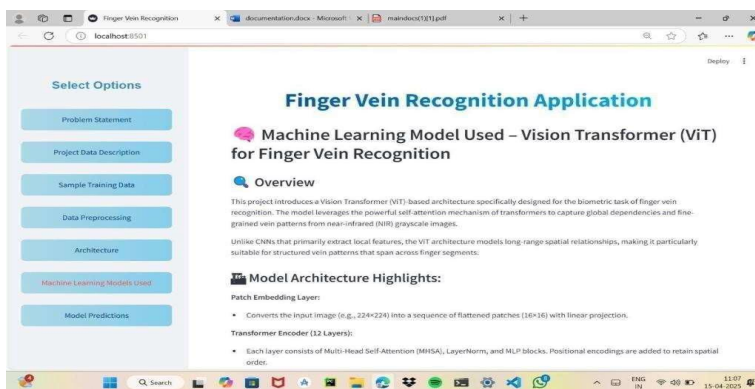 Finger Vein Recognition
documentation.docx - Microsoft
maindocs(1)[1].pdf
localhost:8501
Deploy
Select Options
Problem Statement
Project Data Description
Sample Training Data
Data Preprocessing
Architecture
Machine Learning Models Used
Model Predictions
Finger Vein Recognition Application
Machine Learning Model Used – Vision Transformer (ViT)
for Finger Vein Recognition
Overview
This project introduces a Vision Transformer (ViT)-based architecture specifically designed for the biometric task of finger vein
recognition. The model leverages the powerful self-attention mechanism of transformers to capture global dependencies and fine-
grained vein patterns from near-infrared (NIR) grayscale images.
Unlike CNNs that primarily extract local features, the ViT architecture models long-range spatial relationships, making it particularly
suitable for structured vein patterns that span across finger segments.
Model Architecture Highlights:
Patch Embedding Layer:
• Converts the input image (e.g., 224×224) into a sequence of flattened patches (16×16) with linear projection.
Transformer Encoder (12 Layers):
• Each layer consists of Multi-Head Self-Attention (MHSA), LayerNorm, and MLP blocks. Positional encodings are added to retain spatial
order.
Search
ENG
IN
11:07
15-04-2025